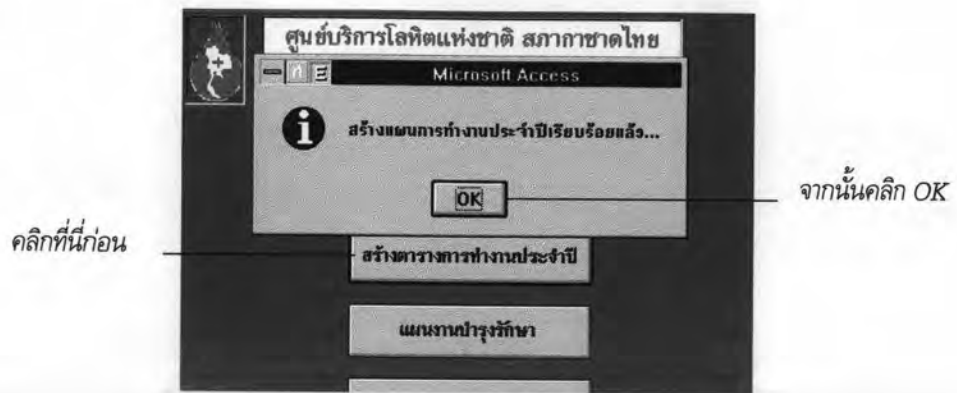 ศูนย์บริการโลหิตแห่งชาติ สภากาชาดไทย
Microsoft Access
สร้างแผนการทำงานประจำปีเรียบร้อยแล้ว...
OK
จากนั้นคลิก OK
คลิกที่นี่ก่อน
สร้างตารางการทำงานประจำปี
แผนงานบำรุงรักษา